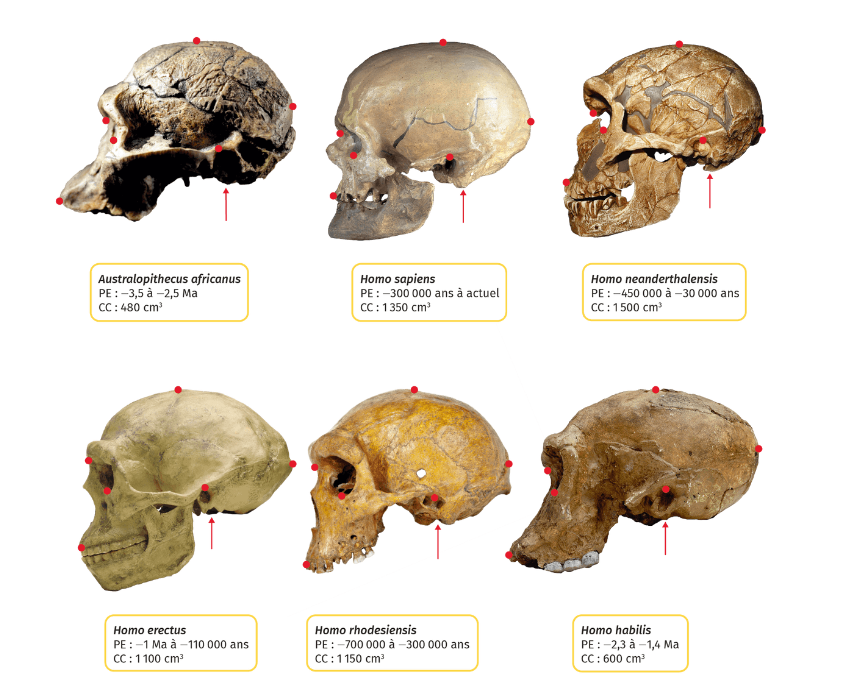 Australopithecus africanus
PE : −3,5 à −2,5 Ma
CC : 480 cm³
Homo sapiens
PE : −300 000 ans à actuel
CC : 1 350 cm³
Homo neanderthalensis
PE : −450 000 à −30 000 ans
CC : 1 500 cm³
Homo erectus
PE : −1 Ma à −110 000 ans
CC : 1 100 cm³
Homo rhodesiensis
PE : −700 000 à −300 000 ans
CC : 1 150 cm³
Homo habilis
PE : −2,3 à −1,4 Ma
CC : 600 cm³